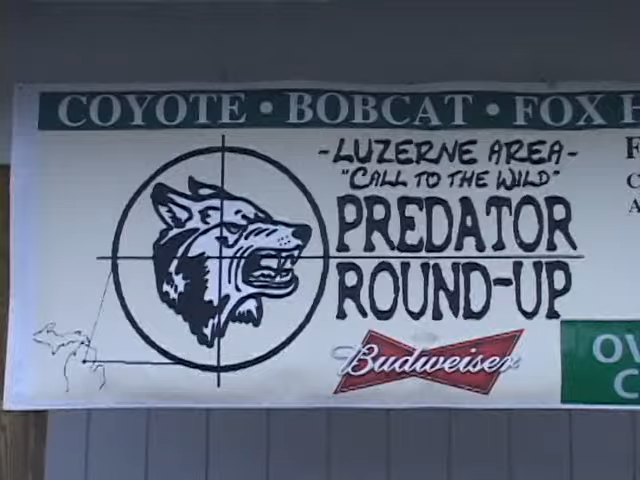 COYOTE • BOBCAT • FOX
-LUZERNE AREA-
"CALL TO THE WILD"
PREDATOR
ROUND-UP
Budweiser